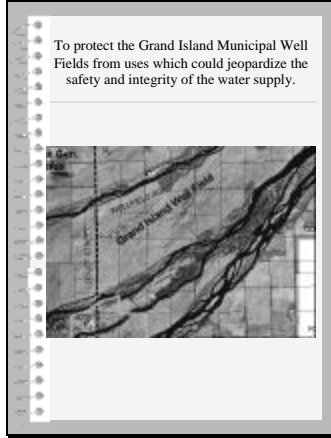 To protect the Grand Island Municipal Well
Fields from uses which could jeopardize the
safety and integrity of the water supply.
Grand Island Well Field